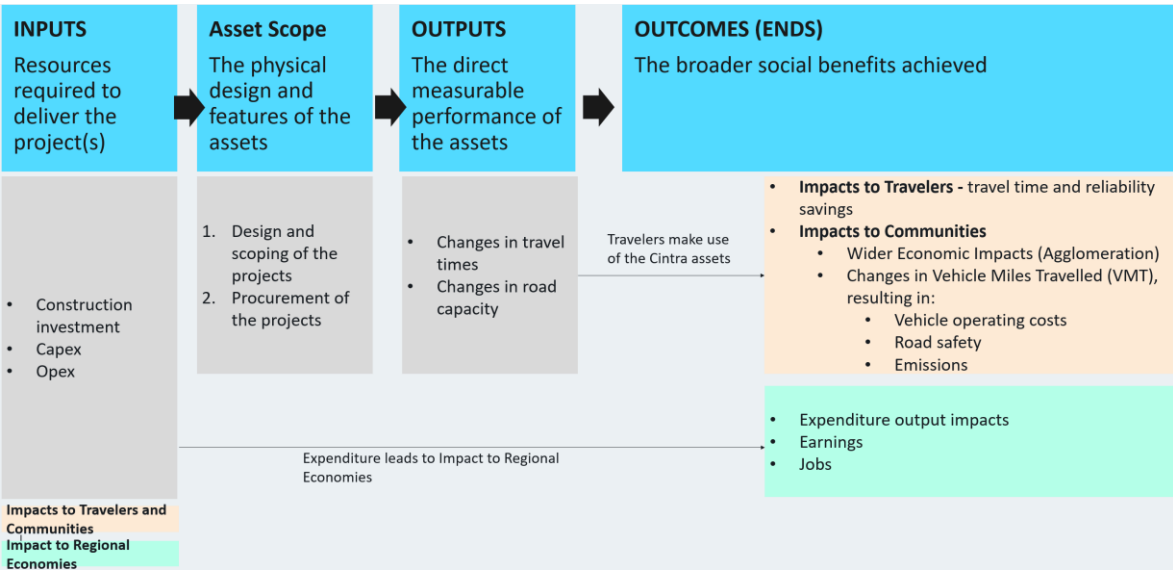 INPUTS
Resources
required to
deliver the
project(s)
Asset Scope
The physical
design and
features of the
assets
OUTPUTS
The direct
measurable
performance of
the assets
OUTCOMES (ENDS)
The broader social benefits achieved
• Construction
investment
• Capex
• Opex
1. Design and
scoping of the
projects
2. Procurement of
the projects
• Changes in travel
times
• Changes in road
capacity
Travelers make use
of the Cintra assets
• Impacts to Travelers - travel time and reliability
savings
• Impacts to Communities
• Wider Economic Impacts (Agglomeration)
• Changes in Vehicle Miles Travelled (VMT),
resulting in:
• Vehicle operating costs
• Road safety
• Emissions
Expenditure leads to Impact to Regional
Economies
• Expenditure output impacts
• Earnings
• Jobs
Impacts to Travelers and
Communities
Impact to Regional
Economies